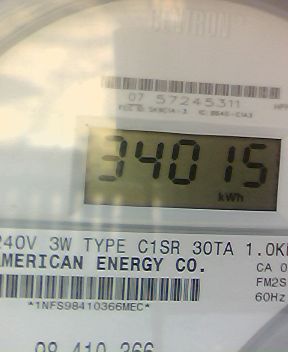 CENTRON
07 57245311
34015
kWh
240V 3W TYPE C1SR 30TA 1.0K
AMERICAN ENERGY CO.
CA 0
FM2S
60Hz
*1NFS98410366MEC*
98 410 366